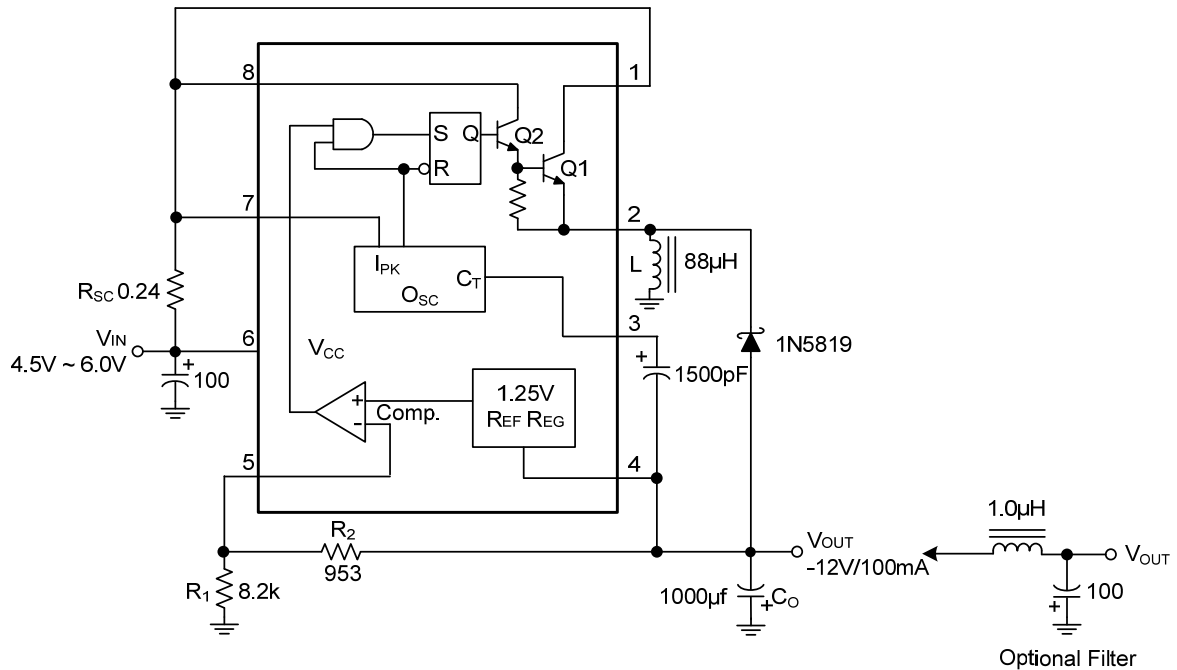 8
1
S Q
Q2
R
Q1
7
2
IPK
CT
OSC
L
88µH
RSC 0.24
3
VIN
6
4.5V ~ 6.0V
VCC
1N5819
+
100
+
1500pF
1.25V
REF REG
+
Comp.
-
5
4
1.0µH
R2
VOUT
-12V/100mA
VOUT
953
R1
8.2k
1000µf
+
CO
100
+
Optional Filter